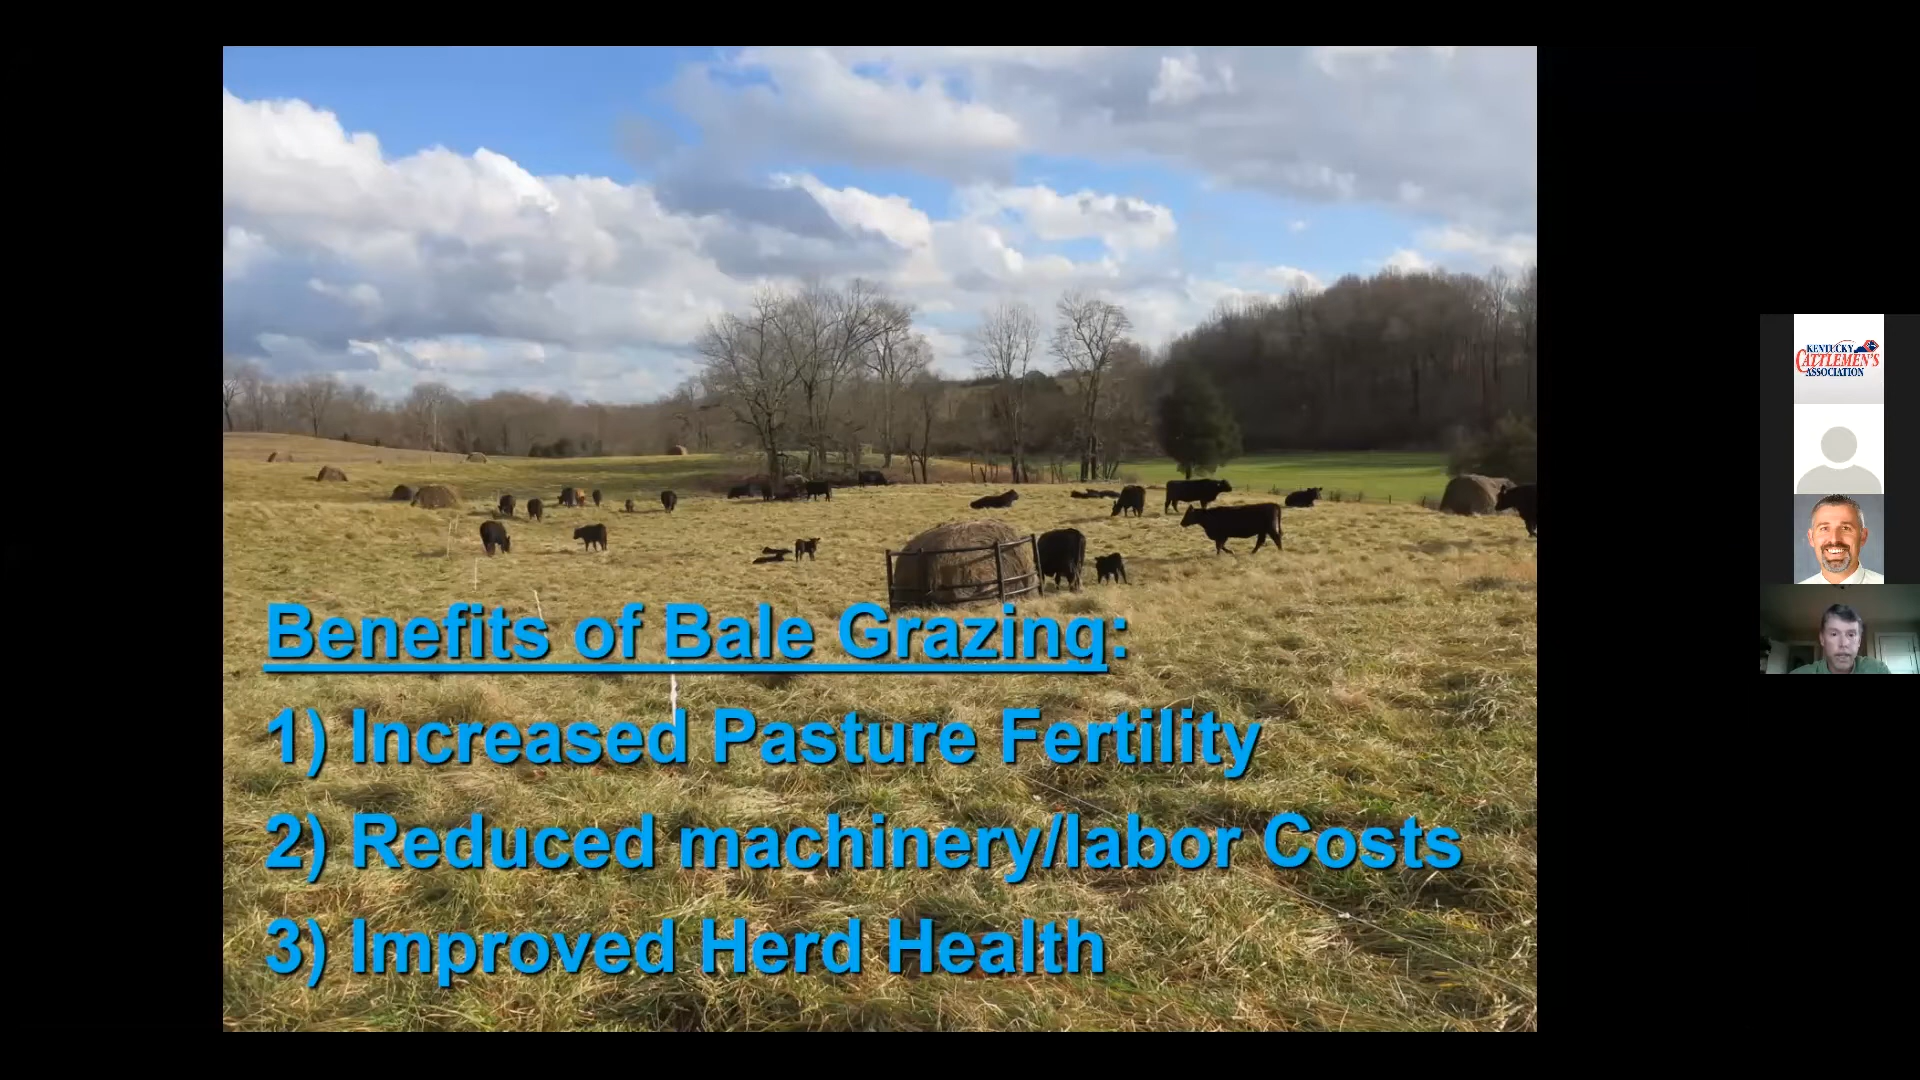 Benefits of Bale Grazing:
1) Increased Pasture Fertility
2) Reduced machinery/labor Costs
3) Improved Herd Health
KENTUCKY
CATTLEMEN'S
ASSOCIATION